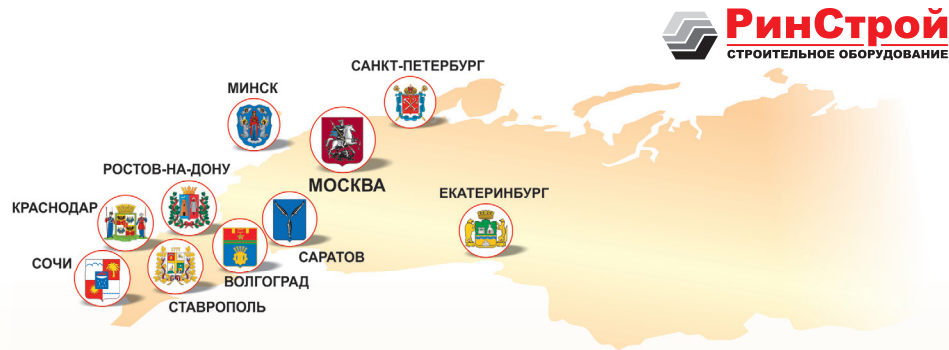 РинСтрой
СТРОИТЕЛЬНОЕ ОБОРУДОВАНИЕ
САНКТ-ПЕТЕРБУРГ
МИНСК
МОСКВА
РОСТОВ-НА-ДОНУ
ЕКАТЕРИНБУРГ
КРАСНОДАР
САРАТОВ
СОЧИ
ВОЛГОГРАД
СТАВРОПОЛЬ